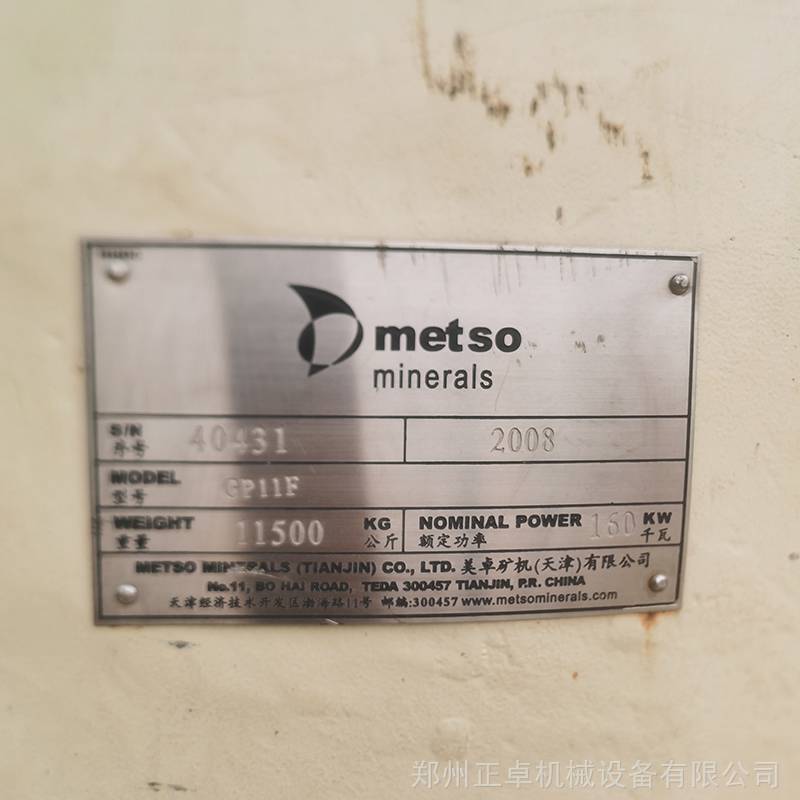 metso
minerals
S/N 40431 2008
序号
MODEL GP11F
型号
WEIGHT 11500 KG NOMINAL POWER 160 KW
重量 公斤 额定功率 千瓦
METSO MINERALS (TIANJIN) CO., LTD. 美卓矿机(天津)有限公司
No.11, BO HAI ROAD, TEDA 300457 TIANJIN, P.R. CHINA
天津经济技术开发区渤海路11号 邮编:300457 www.metsominerals.com
郑州正卓机械设备有限公司